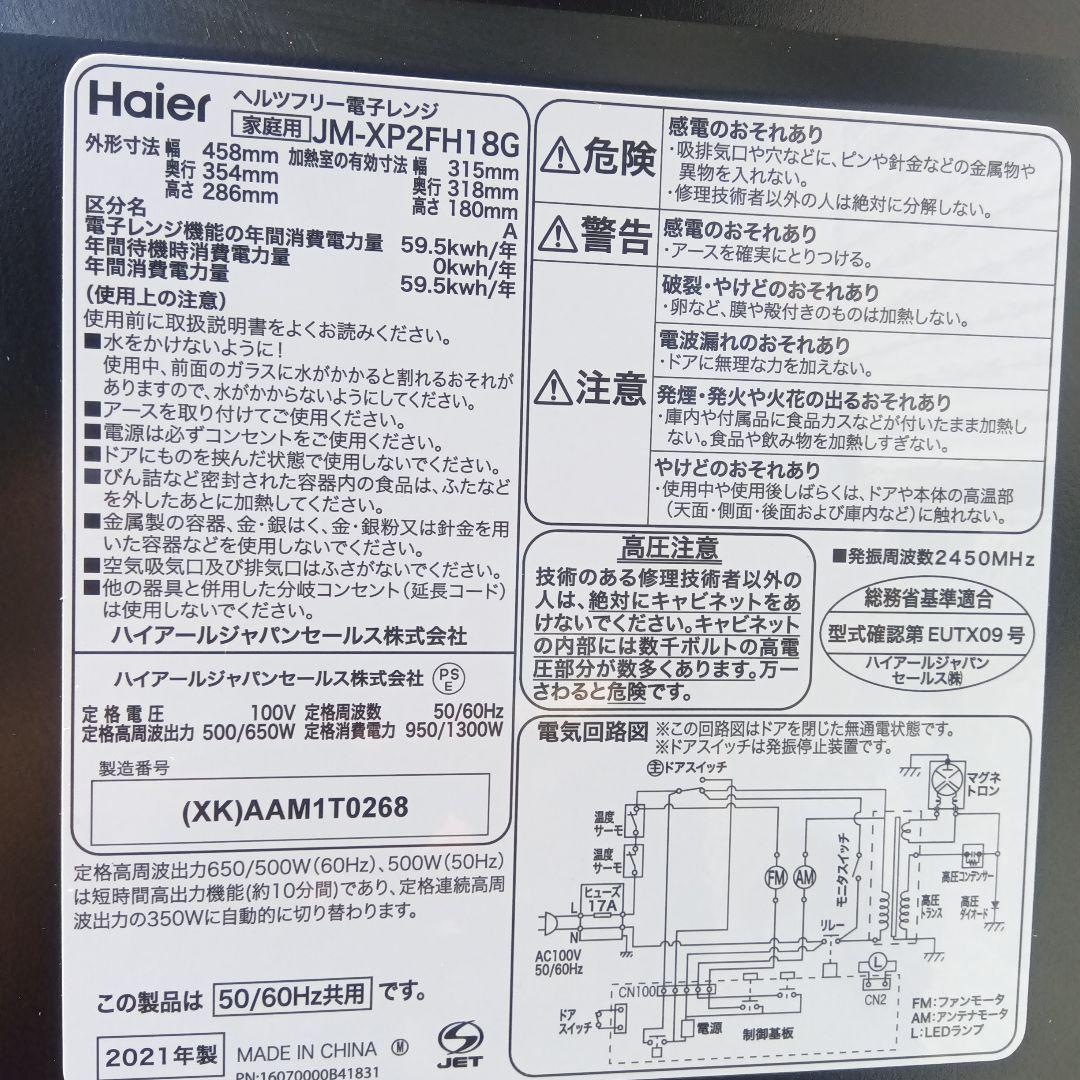 Haier
ヘルツフリー電子レンジ
家庭用 JM-XP2FH18G
外形寸法 幅 458mm 加熱室の有効寸法 幅 315mm
奥行 354mm 奥行 318mm
高さ 286mm 高さ 180mm
区分名 A
電子レンジ機能の年間消費電力量 59.5kwh/年
年間待機時消費電力量 0kwh/年
年間消費電力量 59.5kwh/年
(使用上の注意)
使用前に取扱説明書をよくお読みください。
■水をかけないように!
使用中、前面のガラスに水がかかると割れるおそれが
ありますので、水がかからないようにしてください。
■アースを取り付けてご使用ください。
■電源は必ずコンセントをご使用ください。
■ドアにものを挟んだ状態で使用しないでください。
■びん詰など密封された容器内の食品は、ふたなど
を外したあとに加熱してください。
■金属製の容器、金・銀はく、金・銀粉又は針金を用
いた容器などを使用しないでください。
■空気吸気口及び排気口はふさがないでください。
■他の器具と併用した分岐コンセント(延長コード)
は使用しないでください。
ハイアールジャパンセールス株式会社
ハイアールジャパンセールス株式会社 PSE
定格電圧 100V 定格周波数 50/60Hz
定格高周波出力 500/650W 定格消費電力 950/1300W
製造番号
(XK)AAM1T0268
定格高周波出力650/500W(60Hz)、500W(50Hz)
は短時間高出力機能(約10分間)であり、定格連続高周
波出力の350Wに自動的に切り替わります。
この製品は 50/60Hz共用 です。
2021年製 MADE IN CHINA Ⓜ JET
PN:16070000B41831
⚠危険
感電のおそれあり
・吸排気口や穴などに、ピンや針金などの金属物や
異物を入れない。
・修理技術者以外の人は絶対に分解しない。
⚠警告
感電のおそれあり
・アースを確実にとりつける。
⚠注意
破裂・やけどのおそれあり
・卵など、膜や殻付きのものは加熱しない。
電波漏れのおそれあり
・ドアに無理な力を加えない。
発煙・発火や火花の出るおそれあり
・庫内や付属品に食品カスなどが付いたまま加熱し
ない。食品や飲み物を加熱しすぎない。
やけどのおそれあり
・使用中や使用後しばらくは、ドアや本体の高温部
(天面・側面・後面および庫内など)に触れない。
高圧注意
技術のある修理技術者以外の
人は、絶対にキャビネットをあ
けないでください。キャビネット
の内部には数千ボルトの高電
圧部分が数多くあります。万一
さわると危険です。
■発振周波数2450MHz
総務省基準適合
型式確認第EUTX09号
ハイアールジャパン
セールス㈱
電気回路図 ※この回路図はドアを閉じた無通電状態です。
※ドアスイッチは発振停止装置です。
主ドアスイッチ
マグネ
トロン
温度
サーモ
温度
サーモ
モニタスイッチ
高圧コンデンサー
FM AM
ヒューズ
17A
L
N
高圧
トランス
高圧
ダイオード
リレー
AC100V
50/60Hz
L
CN100
CN2
ドア
スイッチ
電源
制御基板
FM:ファンモータ
AM:アンテナモータ
L:LEDランプ